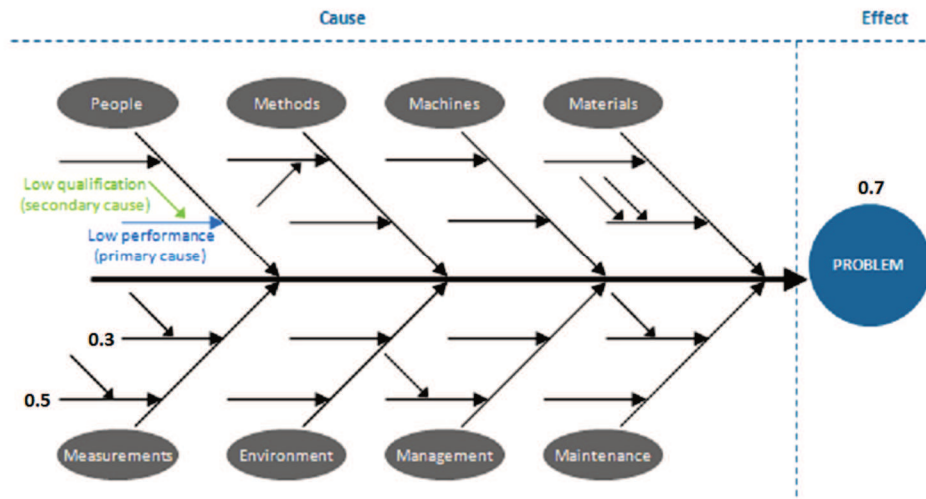 Cause
Effect
People
Methods
Machines
Materials
Low qualification
(secondary cause)
Low performance
(primary cause)
0.7
PROBLEM
0.3
0.5
Measurements
Environment
Management
Maintenance